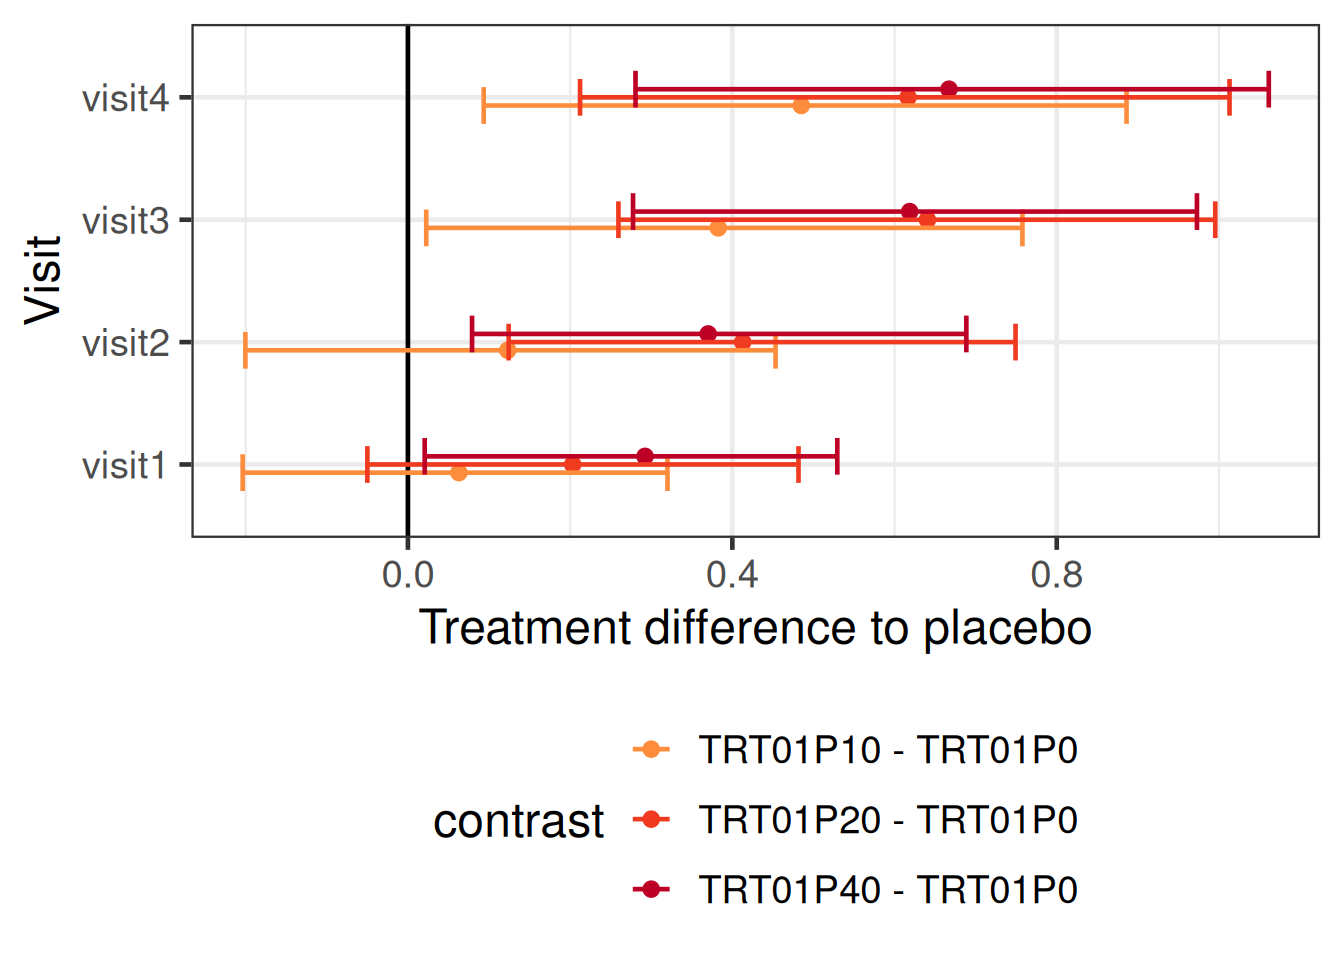 Visit
visit4
visit3
visit2
visit1
0.0 0.4 0.8
Treatment difference to placebo
contrast
TRT01P10 - TRT01P0
TRT01P20 - TRT01P0
TRT01P40 - TRT01P0